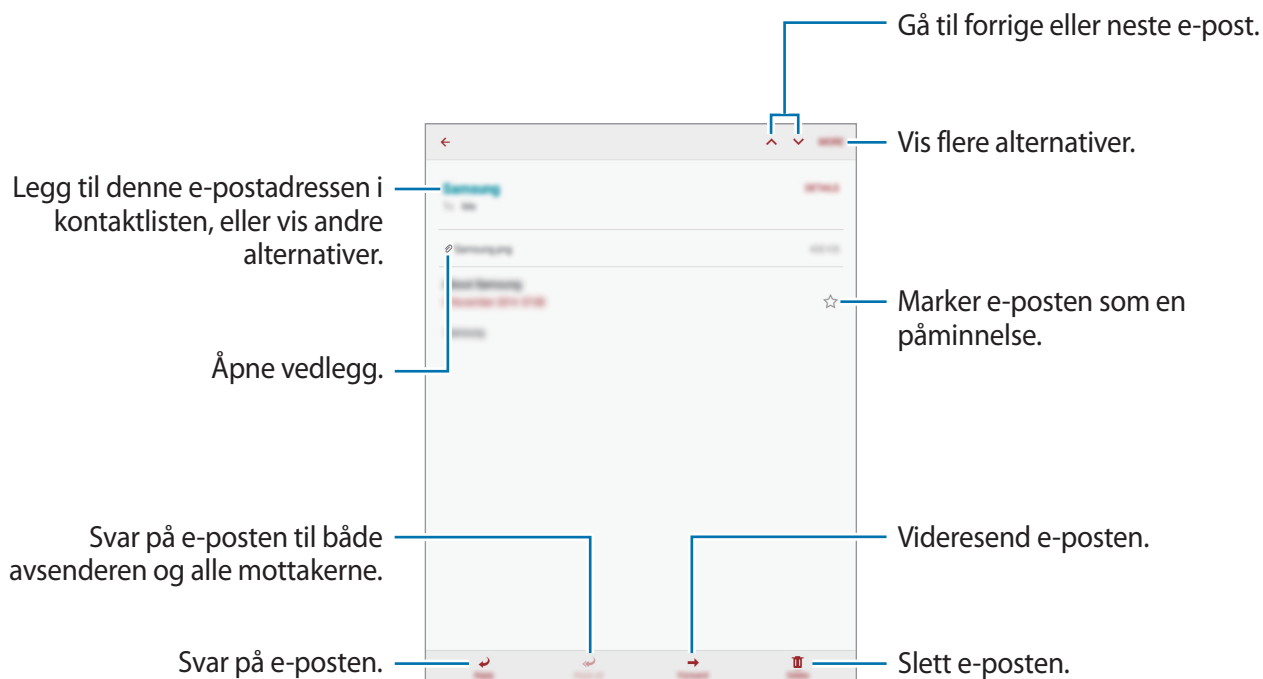 Gå til forrige eller neste e-post.
Vis flere alternativer.
Legg til denne e-postadressen i
kontaktlisten, eller vis andre
alternativer.
Samsung
Marker e-posten som en
påminnelse.
Åpne vedlegg.
Svar på e-posten til både
avsenderen og alle mottakerne.
Videresend e-posten.
Svar på e-posten.
Slett e-posten.